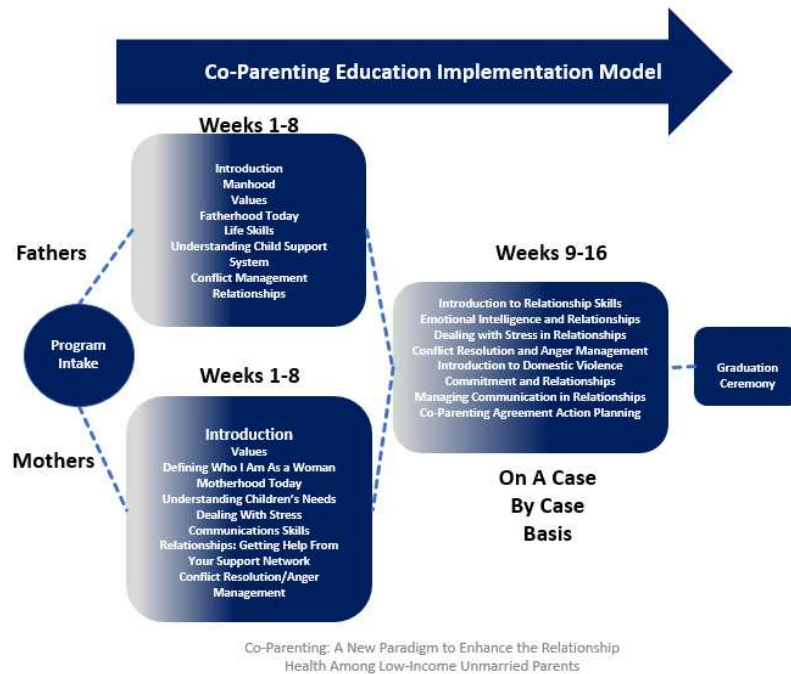 Co-Parenting Education Implementation Model
Weeks 1-8
Introduction
Manhood
Values
Fatherhood Today
Life Skills
Understanding Child Support
System
Conflict Management
Relationships
Fathers
Program
Intake
Mothers
Weeks 1-8
Introduction
Values
Defining Who I Am As a Woman
Motherhood Today
Understanding Children's Needs
Dealing With Stress
Communications Skills
Relationships: Getting Help From
Your Support Network
Conflict Resolution/Anger
Management
Weeks 9-16
Introduction to Relationship Skills
Emotional Intelligence and Relationships
Dealing with Stress in Relationships
Conflict Resolution and Anger Management
Introduction to Domestic Violence
Commitment and Relationships
Managing Communication in Relationships
Co-Parenting Agreement Action Planning
On A Case
By Case
Basis
Graduation
Ceremony
Co-Parenting: A New Paradigm to Enhance the Relationship
Health Among Low-Income Unmarried Parents